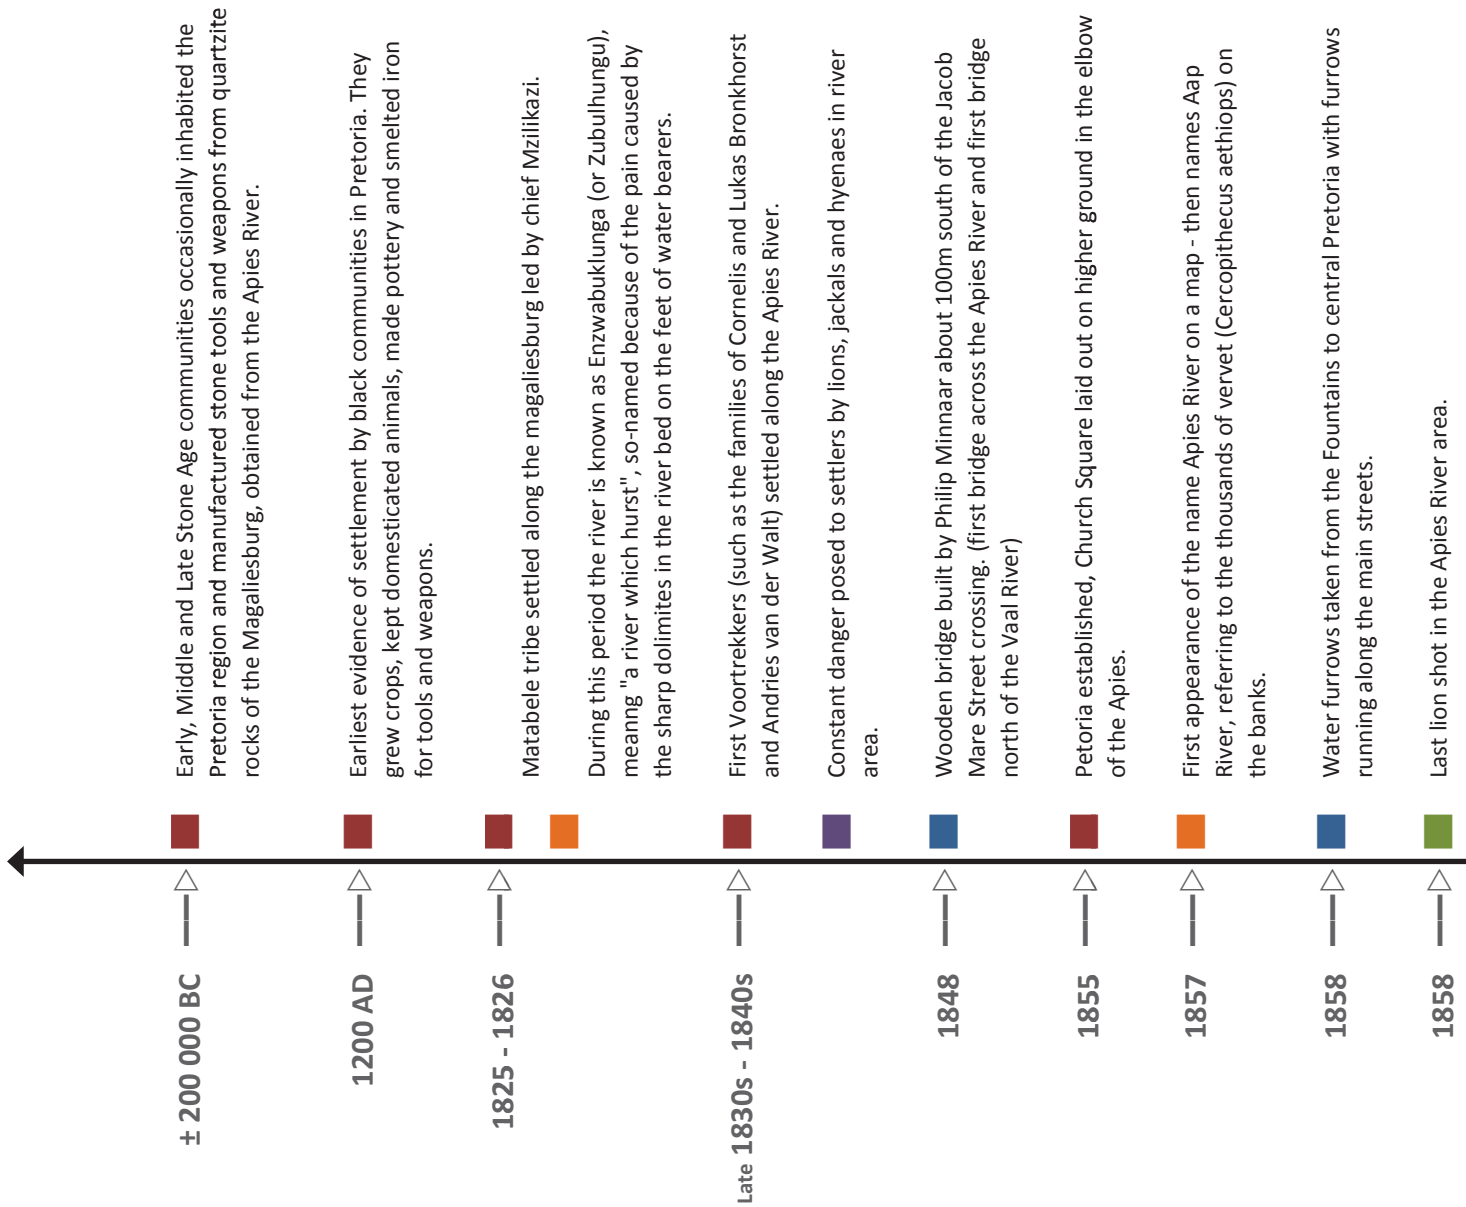 ± 200 000 BC
Early, Middle and Late Stone Age communities occasionally inhabited the
Pretoria region and manufactured stone tools and weapons from quartzite
rocks of the Magaliesburg, obtained from the Apies River.
1200 AD
Earliest evidence of settlement by black communities in Pretoria. They
grew crops, kept domesticated animals, made pottery and smelted iron
for tools and weapons.
1825 - 1826
Matabele tribe settled along the magaliesburg led by chief Mzilikazi.
During this period the river is known as Enzwabuklunga (or Zubulhungu),
meaning "a river which hurst", so-named because of the pain caused by
the sharp dolimites in the river bed on the feet of water bearers.
Late 1830s - 1840s
First Voortrekkers (such as the families of Cornelis and Lukas Bronkhorst
and Andries van der Walt) settled along the Apies River.
Constant danger posed to settlers by lions, jackals and hyenaes in river
area.
1848
Wooden bridge built by Philip Minnaar about 100m south of the Jacob
Mare Street crossing. (first bridge across the Apies River and first bridge
north of the Vaal River)
1855
Petoria established, Church Square laid out on higher ground in the elbow
of the Apies.
1857
First appearance of the name Apies River on a map - then names Aap
River, referring to the thousands of vervet (Cercopithecus aethiops) on
the banks.
1858
Water furrows taken from the Fountains to central Pretoria with furrows
running along the main streets.
1858
Last lion shot in the Apies River area.